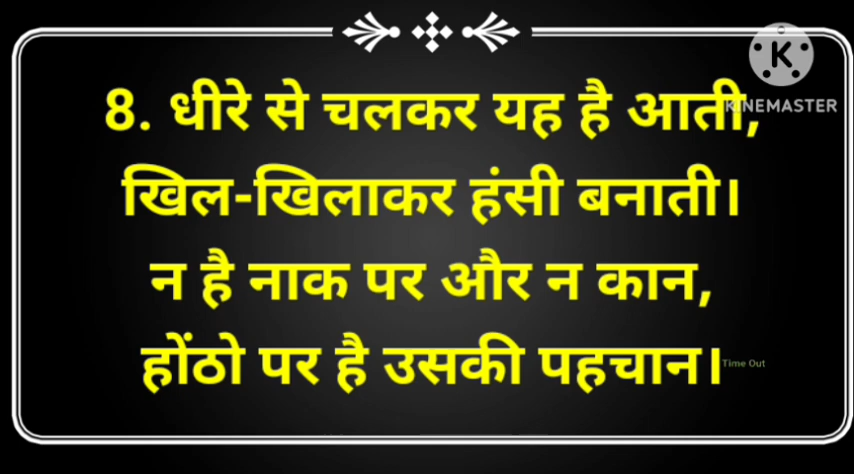 8. धीरे से चलकर यह है आती,
KINEMASTER
खिल-खिलाकर हंसी बनाती।
न है नाक पर और न कान,
होंठो पर है उसकी पहचान।
Time Out